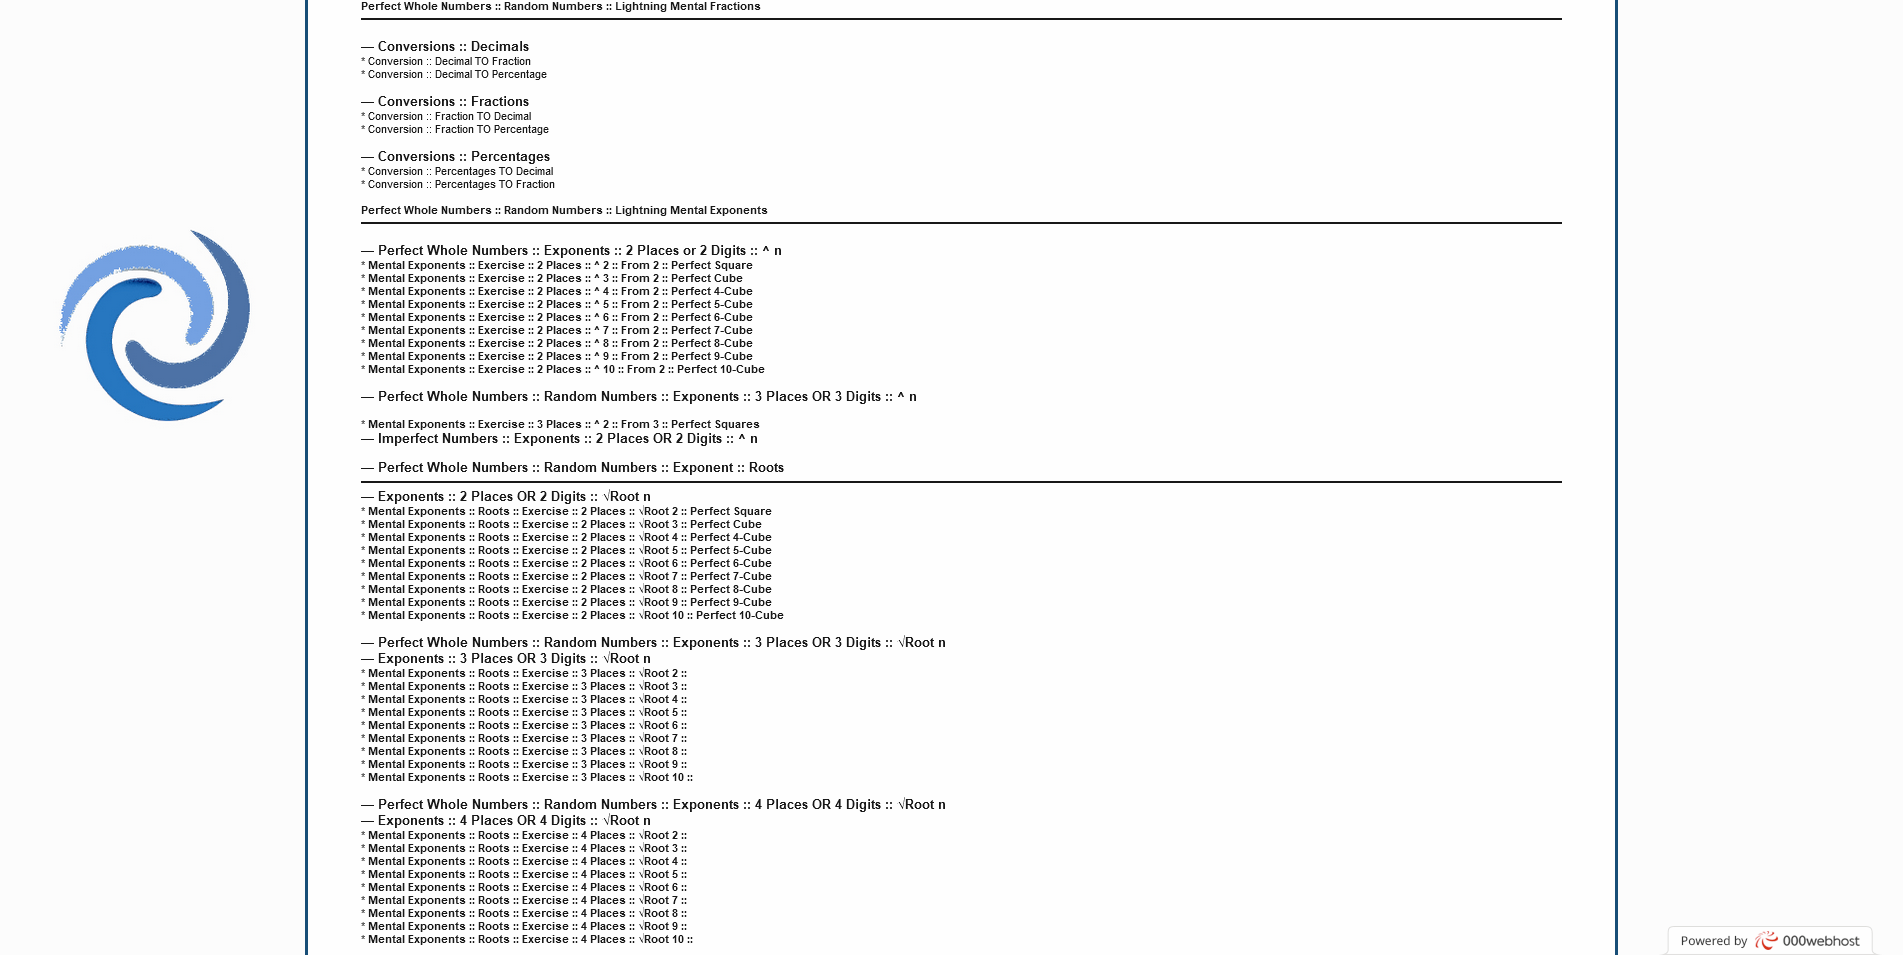 Perfect Whole Numbers :: Random Numbers :: Lightning Mental Fractions
— Conversions :: Decimals
* Conversion :: Decimal TO Fraction
* Conversion :: Decimal TO Percentage
— Conversions :: Fractions
* Conversion :: Fraction TO Decimal
* Conversion :: Fraction TO Percentage
— Conversions :: Percentages
* Conversion :: Percentages TO Decimal
* Conversion :: Percentages TO Fraction
Perfect Whole Numbers :: Random Numbers :: Lightning Mental Exponents
— Perfect Whole Numbers :: Exponents :: 2 Places or 2 Digits :: ^ n
* Mental Exponents :: Exercise :: 2 Places :: ^ 2 :: From 2 :: Perfect Square
* Mental Exponents :: Exercise :: 2 Places :: ^ 3 :: From 2 :: Perfect Cube
* Mental Exponents :: Exercise :: 2 Places :: ^ 4 :: From 2 :: Perfect 4-Cube
* Mental Exponents :: Exercise :: 2 Places :: ^ 5 :: From 2 :: Perfect 5-Cube
* Mental Exponents :: Exercise :: 2 Places :: ^ 6 :: From 2 :: Perfect 6-Cube
* Mental Exponents :: Exercise :: 2 Places :: ^ 7 :: From 2 :: Perfect 7-Cube
* Mental Exponents :: Exercise :: 2 Places :: ^ 8 :: From 2 :: Perfect 8-Cube
* Mental Exponents :: Exercise :: 2 Places :: ^ 9 :: From 2 :: Perfect 9-Cube
* Mental Exponents :: Exercise :: 2 Places :: ^ 10 :: From 2 :: Perfect 10-Cube
— Perfect Whole Numbers :: Random Numbers :: Exponents :: 3 Places OR 3 Digits :: ^ n
* Mental Exponents :: Exercise :: 3 Places :: ^ 2 :: From 3 :: Perfect Squares
— Imperfect Numbers :: Exponents :: 2 Places OR 2 Digits :: ^ n
— Perfect Whole Numbers :: Random Numbers :: Exponent :: Roots
— Exponents :: 2 Places OR 2 Digits :: √Root n
* Mental Exponents :: Roots :: Exercise :: 2 Places :: √Root 2 :: Perfect Square
* Mental Exponents :: Roots :: Exercise :: 2 Places :: √Root 3 :: Perfect Cube
* Mental Exponents :: Roots :: Exercise :: 2 Places :: √Root 4 :: Perfect 4-Cube
* Mental Exponents :: Roots :: Exercise :: 2 Places :: √Root 5 :: Perfect 5-Cube
* Mental Exponents :: Roots :: Exercise :: 2 Places :: √Root 6 :: Perfect 6-Cube
* Mental Exponents :: Roots :: Exercise :: 2 Places :: √Root 7 :: Perfect 7-Cube
* Mental Exponents :: Roots :: Exercise :: 2 Places :: √Root 8 :: Perfect 8-Cube
* Mental Exponents :: Roots :: Exercise :: 2 Places :: √Root 9 :: Perfect 9-Cube
* Mental Exponents :: Roots :: Exercise :: 2 Places :: √Root 10 :: Perfect 10-Cube
— Perfect Whole Numbers :: Random Numbers :: Exponents :: 3 Places OR 3 Digits :: √Root n
— Exponents :: 3 Places OR 3 Digits :: √Root n
* Mental Exponents :: Roots :: Exercise :: 3 Places :: √Root 2 ::
* Mental Exponents :: Roots :: Exercise :: 3 Places :: √Root 3 ::
* Mental Exponents :: Roots :: Exercise :: 3 Places :: √Root 4 ::
* Mental Exponents :: Roots :: Exercise :: 3 Places :: √Root 5 ::
* Mental Exponents :: Roots :: Exercise :: 3 Places :: √Root 6 ::
* Mental Exponents :: Roots :: Exercise :: 3 Places :: √Root 7 ::
* Mental Exponents :: Roots :: Exercise :: 3 Places :: √Root 8 ::
* Mental Exponents :: Roots :: Exercise :: 3 Places :: √Root 9 ::
* Mental Exponents :: Roots :: Exercise :: 3 Places :: √Root 10 ::
— Perfect Whole Numbers :: Random Numbers :: Exponents :: 4 Places OR 4 Digits :: √Root n
— Exponents :: 4 Places OR 4 Digits :: √Root n
* Mental Exponents :: Roots :: Exercise :: 4 Places :: √Root 2 ::
* Mental Exponents :: Roots :: Exercise :: 4 Places :: √Root 3 ::
* Mental Exponents :: Roots :: Exercise :: 4 Places :: √Root 4 ::
* Mental Exponents :: Roots :: Exercise :: 4 Places :: √Root 5 ::
* Mental Exponents :: Roots :: Exercise :: 4 Places :: √Root 6 ::
* Mental Exponents :: Roots :: Exercise :: 4 Places :: √Root 7 ::
* Mental Exponents :: Roots :: Exercise :: 4 Places :: √Root 8 ::
* Mental Exponents :: Roots :: Exercise :: 4 Places :: √Root 9 ::
* Mental Exponents :: Roots :: Exercise :: 4 Places :: √Root 10 ::
Powered by 000webhost